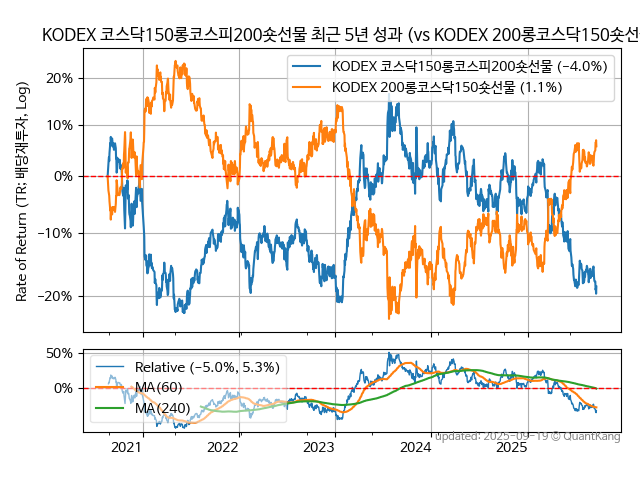 KODEX 코스닥150롱코스피200숏선물 최근 5년 성과 (vs KODEX 200롱코스닥150숏선
Rate of Return (TR: 배당재투자, Log)
20%
10%
0%
−10%
−20%
KODEX 코스닥150롱코스피200숏선물 (−4.0%)
KODEX 200롱코스닥150숏선물 (1.1%)
50%
0%
Relative (−5.0%, 5.3%)
MA(60)
MA(240)
2021 2022 2023 2024 2025
updated: 2025-09-19 © QuantKang